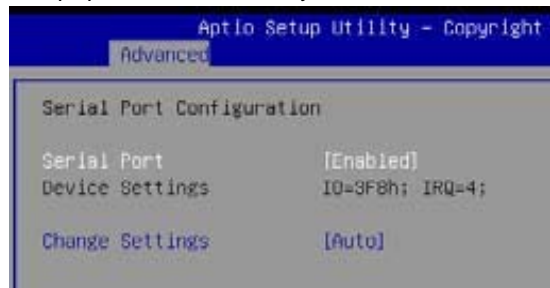 Aptio Setup Utility - Copyright
Advanced
Serial Port Configuration
Serial Port [Enabled]
Device Settings IO=3F8h; IRQ=4;
Change Settings [Auto]